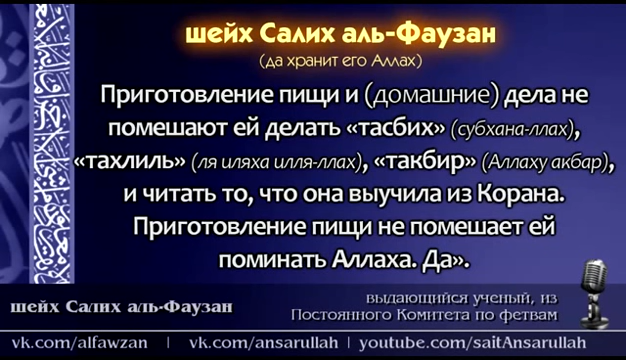 шейх Салих аль-Фаузан
(да хранит его Аллах)
Приготовление пищи и (домашние) дела не
помешают ей делать «тасбих» (субхана-ллах),
«тахлиль» (ля иляха илля-ллах), «такбир» (Аллаху акбар),
и читать то, что она выучила из Корана.
Приготовление пищи не помешает ей
поминать Аллаха. Да».
шейх Салих аль-Фаузан
выдающийся ученый, из
Постоянного Комитета по фетвам
vk.com/alfawzan | vk.com/ansarullah | youtube.com/saitAnsarullah